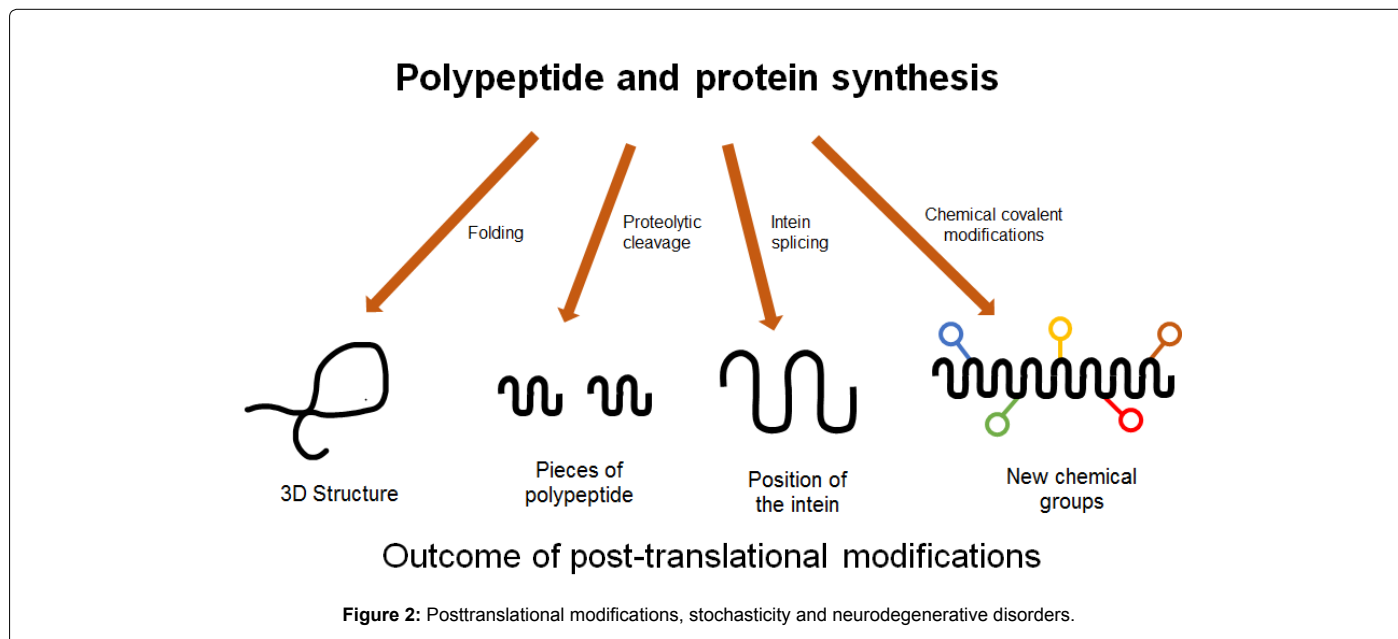 Polypeptide and protein synthesis
Folding
Proteolytic
cleavage
Intein
splicing
Chemical covalent
modifications
3D Structure
Pieces of
polypeptide
Position of
the intein
New chemical
groups
Outcome of post-translational modifications
Figure 2: Posttranslational modifications, stochasticity and neurodegenerative disorders.